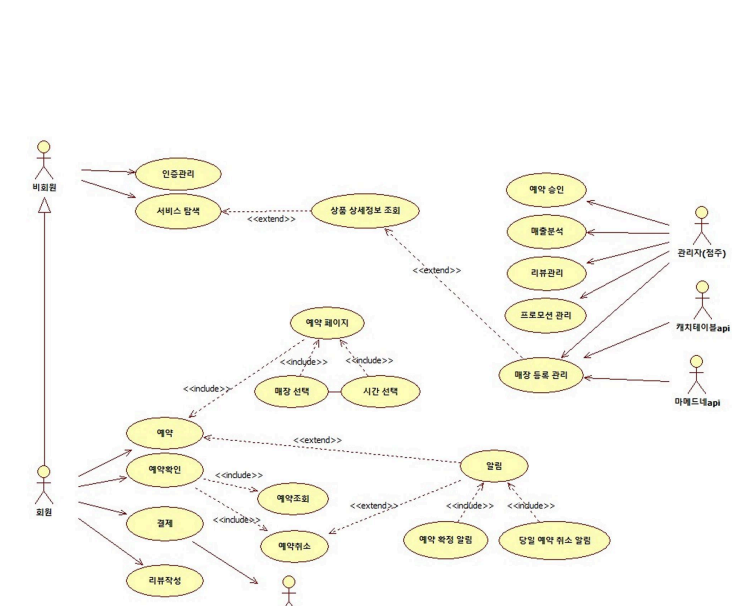 인증관리
비회원
서비스 탐색
<<extend>>
상품 상세정보 조회
예약 승인
매출분석
관리자(점주)
리뷰관리
<<extend>>
프로모션 관리
예약 페이지
캐치테이블api
<<include>>
<<include>>
매장 등록 관리
<<include>>
매장 선택
시간 선택
마메드네api
예약
<<extend>>
예약확인
<<include>>
알림
회원
예약조회
<<extend>>
<<include>>
<<include>>
결제
<<include>>
예약취소
예약 확정 알림
당일 예약 취소 알림
리뷰작성